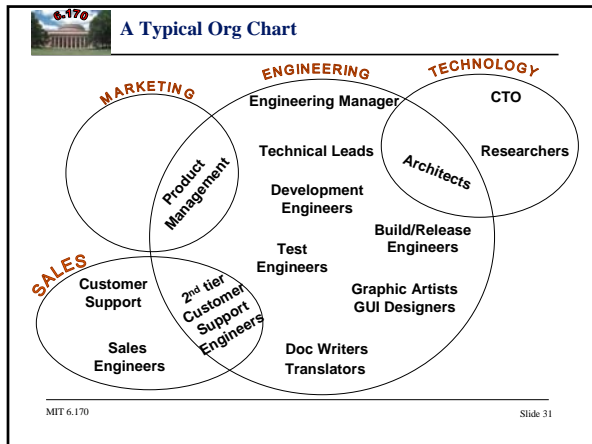 6.170
A Typical Org Chart
MARKETING
ENGINEERING
TECHNOLOGY
Engineering Manager
CTO
Technical Leads
Researchers
Architects
Product
Management
Development
Engineers
Build/Release
Engineers
Test
Engineers
SALES
Customer
Support
2nd tier
Customer
Support
Engineers
Graphic Artists
GUI Designers
Sales
Engineers
Doc Writers
Translators
MIT 6.170
Slide 31